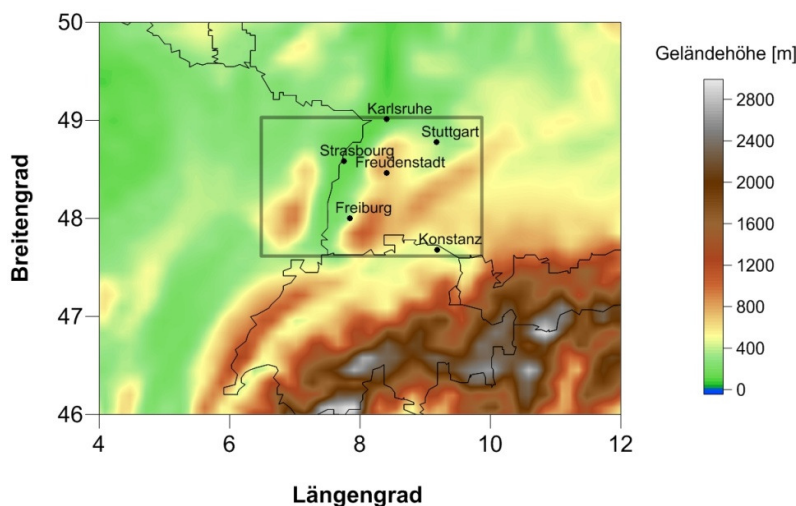 50
49
48
47
46
Breitengrad
4
6
8
10
12
Längengrad
Karlsruhe
Stuttgart
Strasbourg
Freudenstadt
Freiburg
Konstanz
Geländehöhe [m]
2800
2400
2000
1600
1200
800
400
0